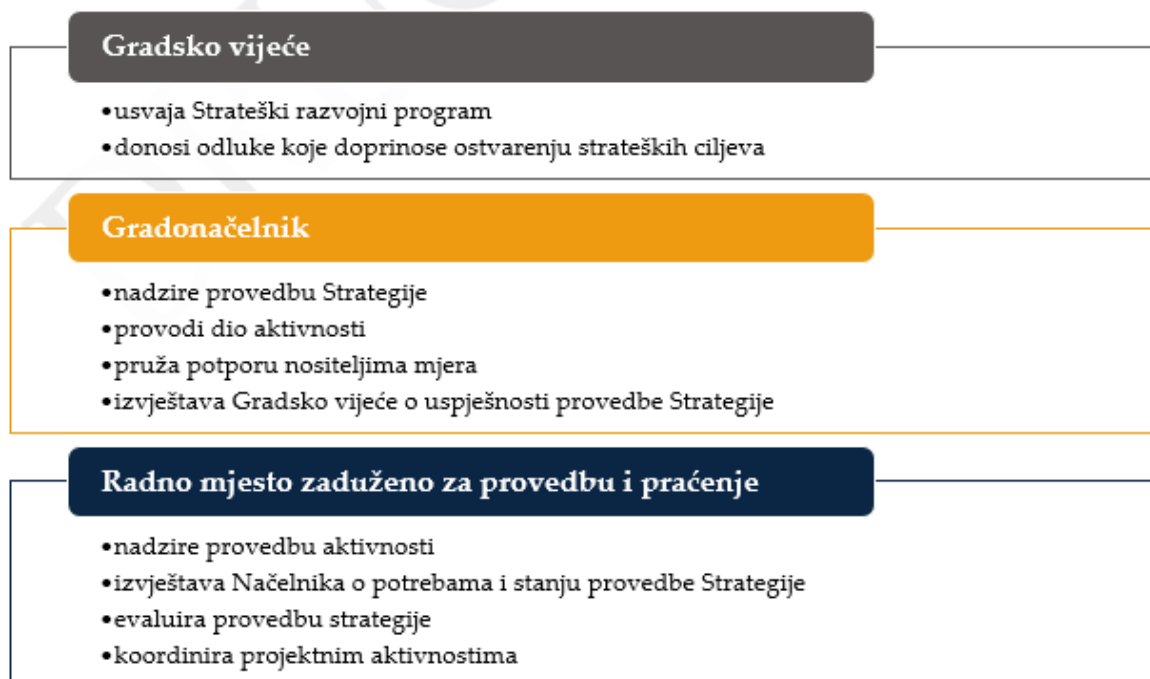 Gradsko vijeće
•usvaja Strateški razvojni program
•donosi odluke koje doprinose ostvarenju strateških ciljeva
Gradonačelnik
•nadzire provedbu Strategije
•provodi dio aktivnosti
•pruža potporu nositeljima mjera
•izvještava Gradsko vijeće o uspješnosti provedbe Strategije
Radno mjesto zaduženo za provedbu i praćenje
•nadzire provedbu aktivnosti
•izvještava Načelnika o potrebama i stanju provedbe Strategije
•evaluira provedbu strategije
•koordinira projektnim aktivnostima